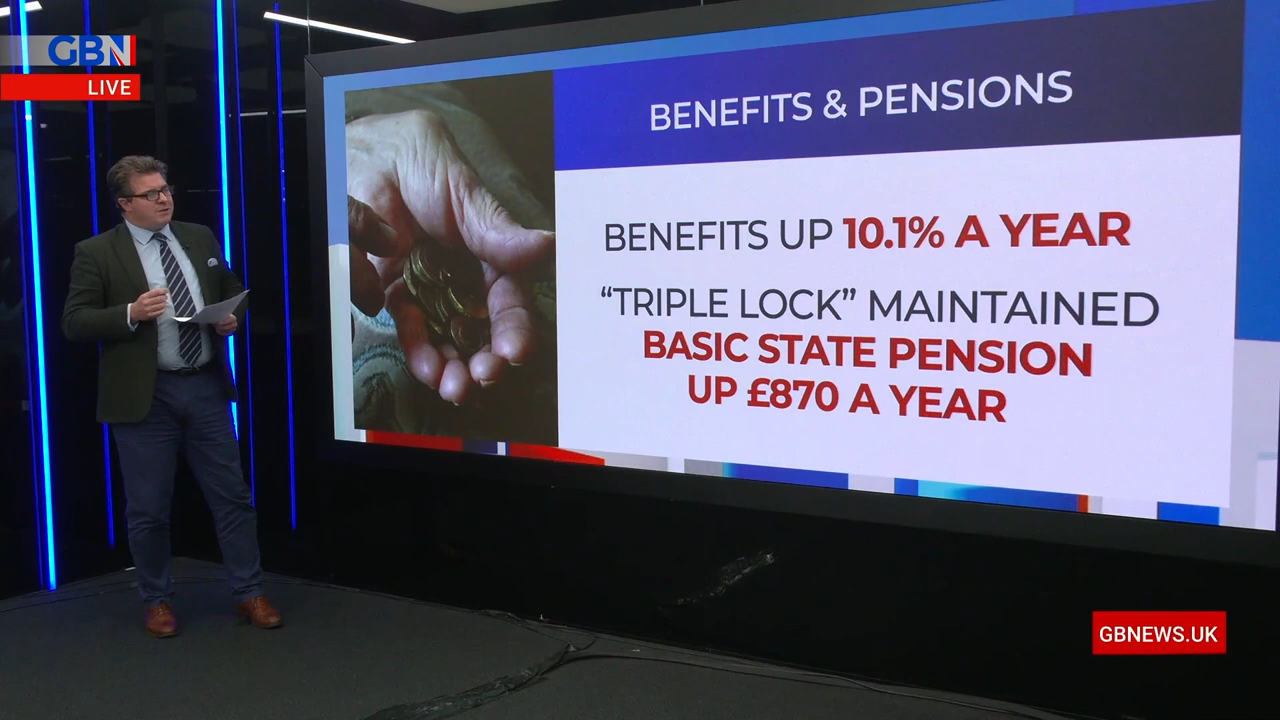 GBN
LIVE
BENEFITS & PENSIONS
BENEFITS UP 10.1% A YEAR
“TRIPLE LOCK” MAINTAINED
BASIC STATE PENSION
UP £870 A YEAR
GBNEWS.UK